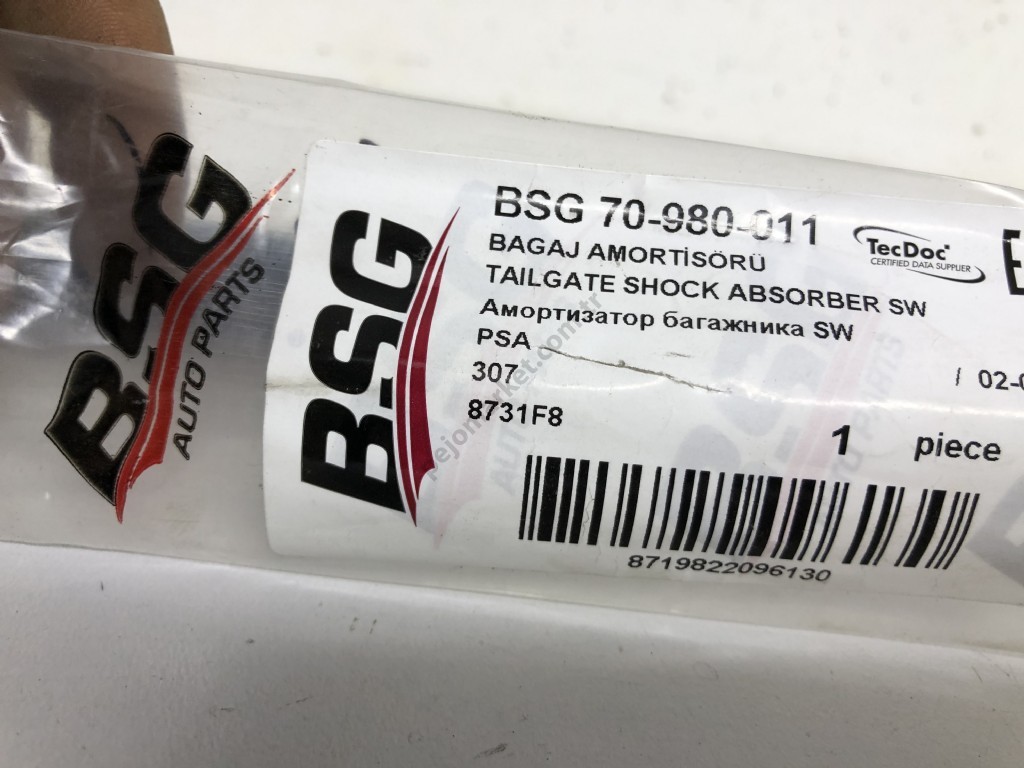 BSG
AUTO PARTS
BSG
BSG 70-980-011
BAGAJ AMORTİSÖRÜ
TAILGATE SHOCK ABSORBER SW
Амортизатор багажника SW
PSA
307
8731F8
TecDoc
CERTIFIED DATA SUPPLIER
02-
1 piece
8719822096130